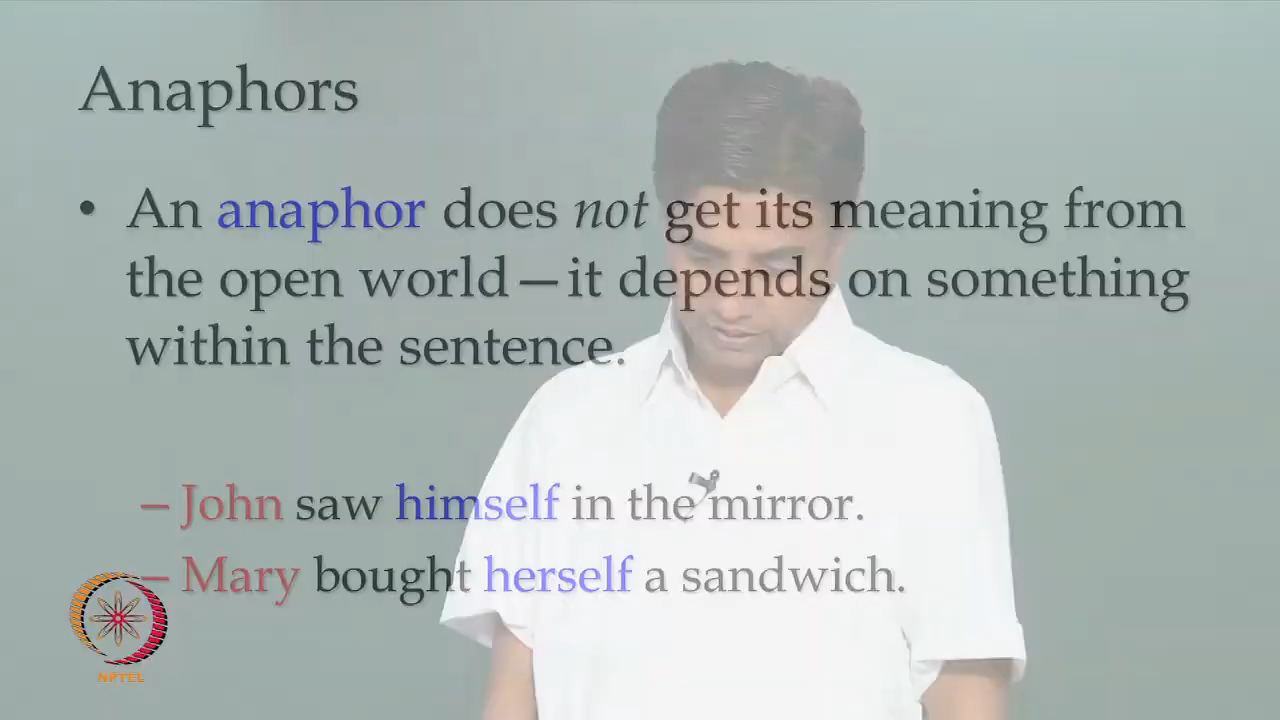 Anaphors
• An anaphor does not get its meaning from
the open world—it depends on something
within the sentence.
– John saw himself in the mirror.
– Mary bought herself a sandwich.
NPTEL